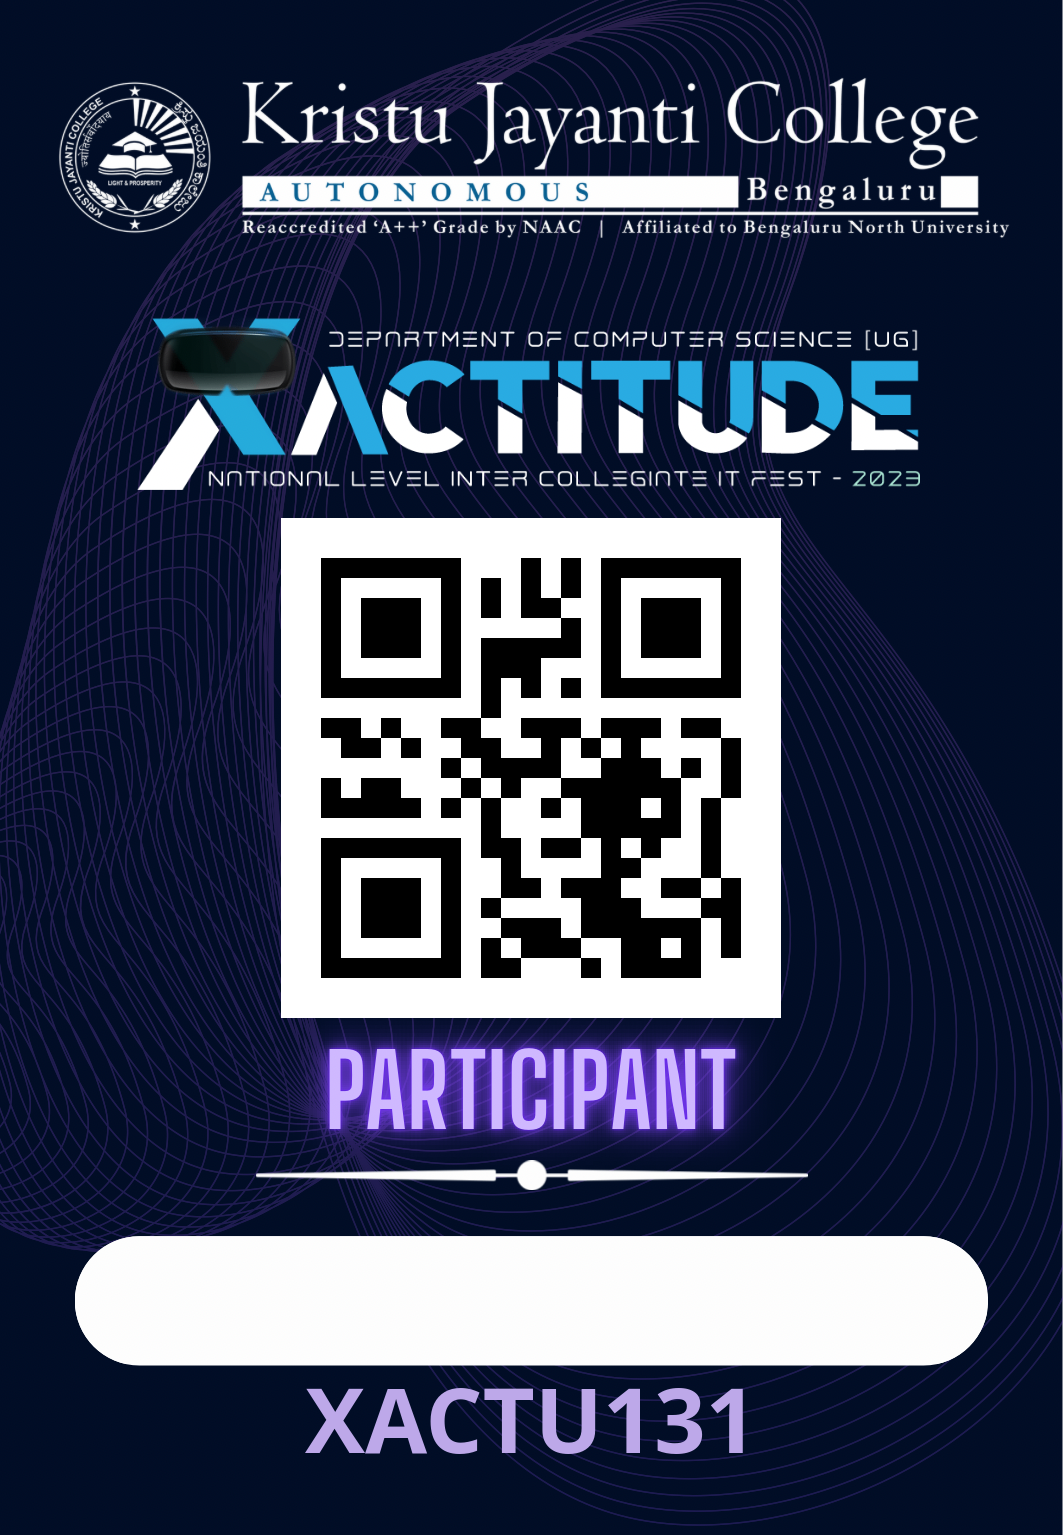 Kristu Jayanti College
AUTONOMOUS Bengaluru
Reaccredited ‘A++’ Grade by NAAC | Affiliated to Bengaluru North University
KRISTU JAYANTI COLLEGE
LIGHT & PROSPERITY
DEPARTMENT OF COMPUTER SCIENCE [UG]
XACTITUDE
NATIONAL LEVEL INTER COLLEGIATE IT FEST - 2023
PARTICIPANT
XACTU131